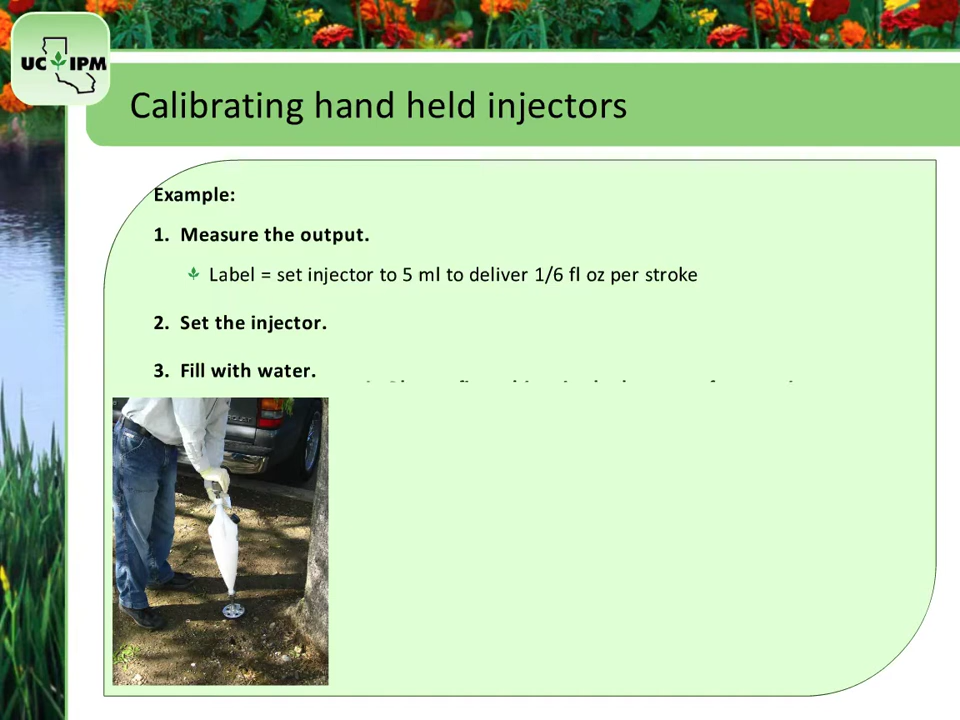 UC IPM
Calibrating hand held injectors
Example:
1. Measure the output.
Label = set injector to 5 ml to deliver 1/6 fl oz per stroke
2. Set the injector.
3. Fill with water.